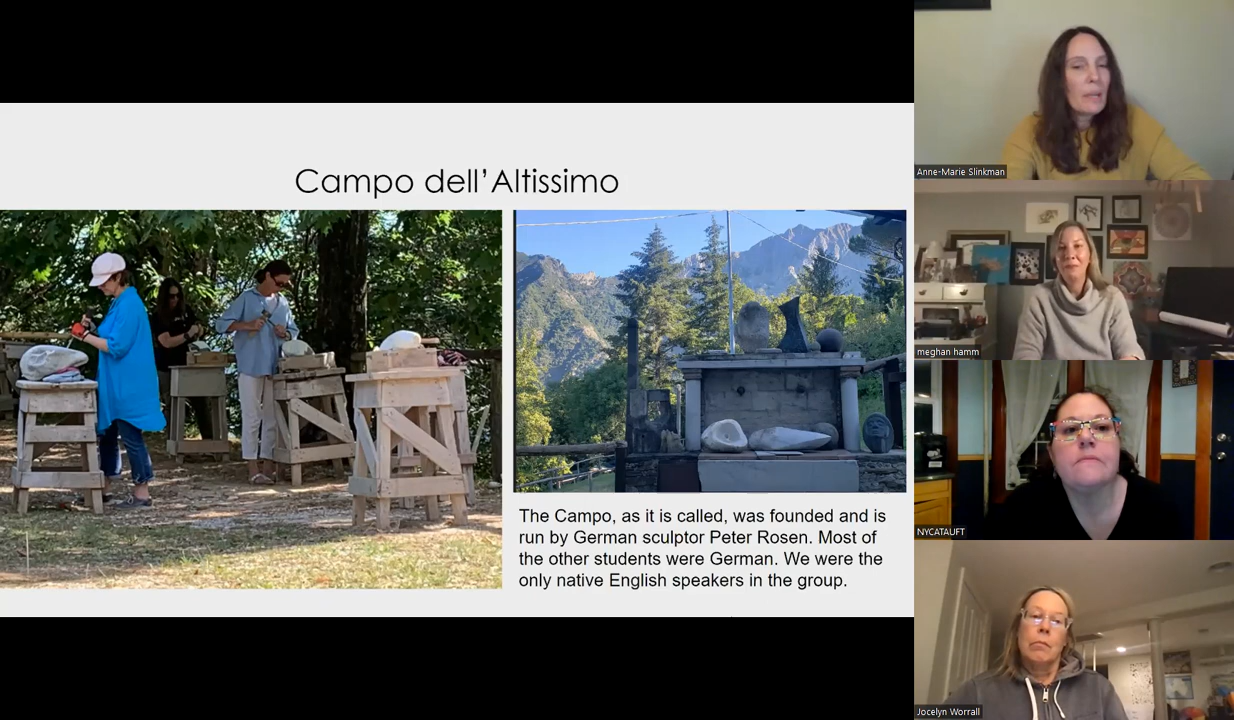 Campo dell’Altissimo
The Campo, as it is called, was founded and is
run by German sculptor Peter Rosen. Most of
the other students were German. We were the
only native English speakers in the group.
Anne-Marie Slinkman
meghan hamm
NYCATAUFT
Jocelyn Worrall